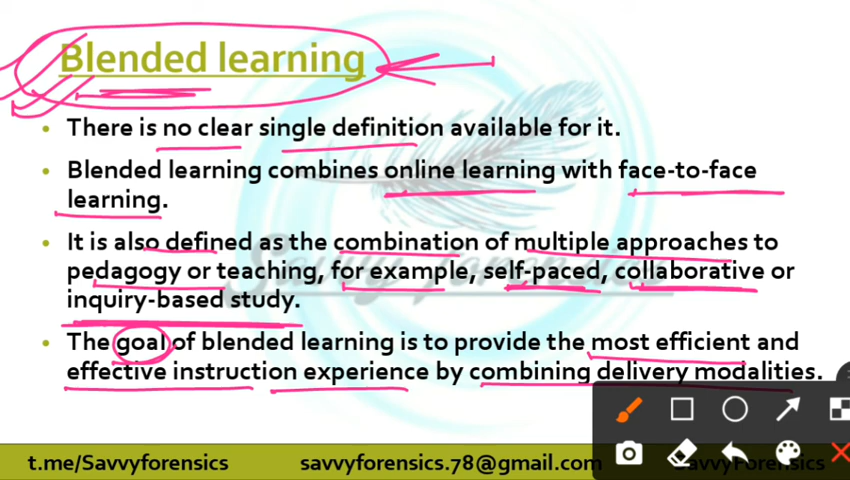 Blended learning
• There is no clear single definition available for it.
• Blended learning combines online learning with face-to-face
learning.
• It is also defined as the combination of multiple approaches to
pedagogy or teaching, for example, self-paced, collaborative or
inquiry-based study.
• The goal of blended learning is to provide the most efficient and
effective instruction experience by combining delivery modalities.
Savvy forensics
t.me/Savvyforensics savvyforensics.78@gmail.com SavvyForensics